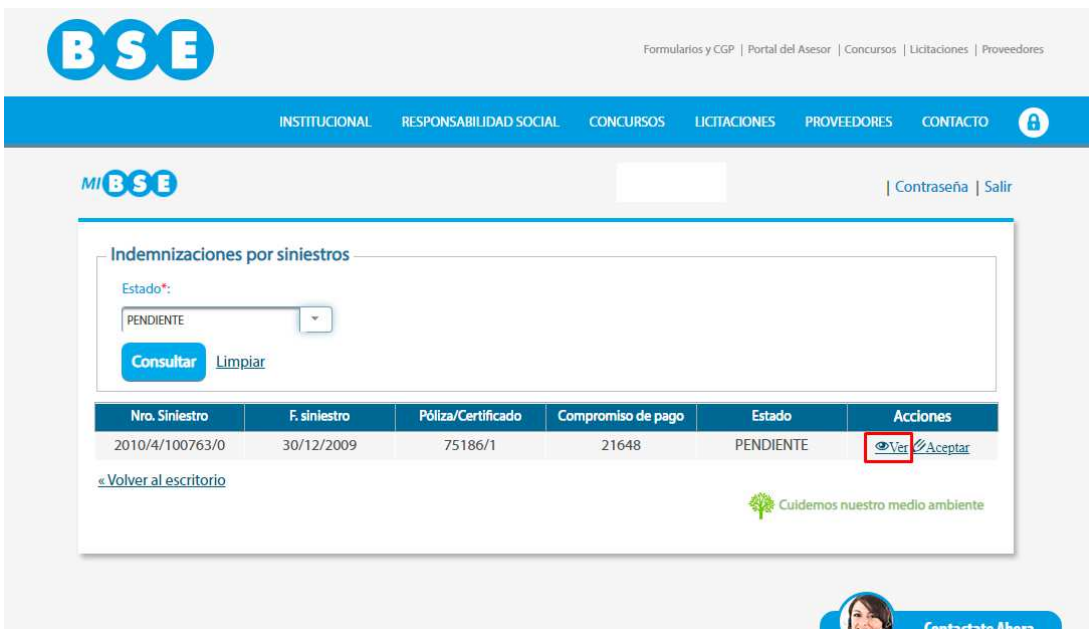 BSE
Formularios y CGP | Portal del Asesor | Concursos | Licitaciones | Proveedores
INSTITUCIONAL RESPONSABILIDAD SOCIAL CONCURSOS LICITACIONES PROVEEDORES CONTACTO
MI BSE
| Contraseña | Salir
Indemnizaciones por siniestros
Estado*:
PENDIENTE
Consultar Limpiar
Nro. Siniestro F. siniestro Póliza/Certificado Compromiso de pago Estado Acciones
2010/4/100763/0 30/12/2009 75186/1 21648 PENDIENTE Ver Aceptar
« Volver al escritorio
Cuidemos nuestro medio ambiente
Contactate Ahora